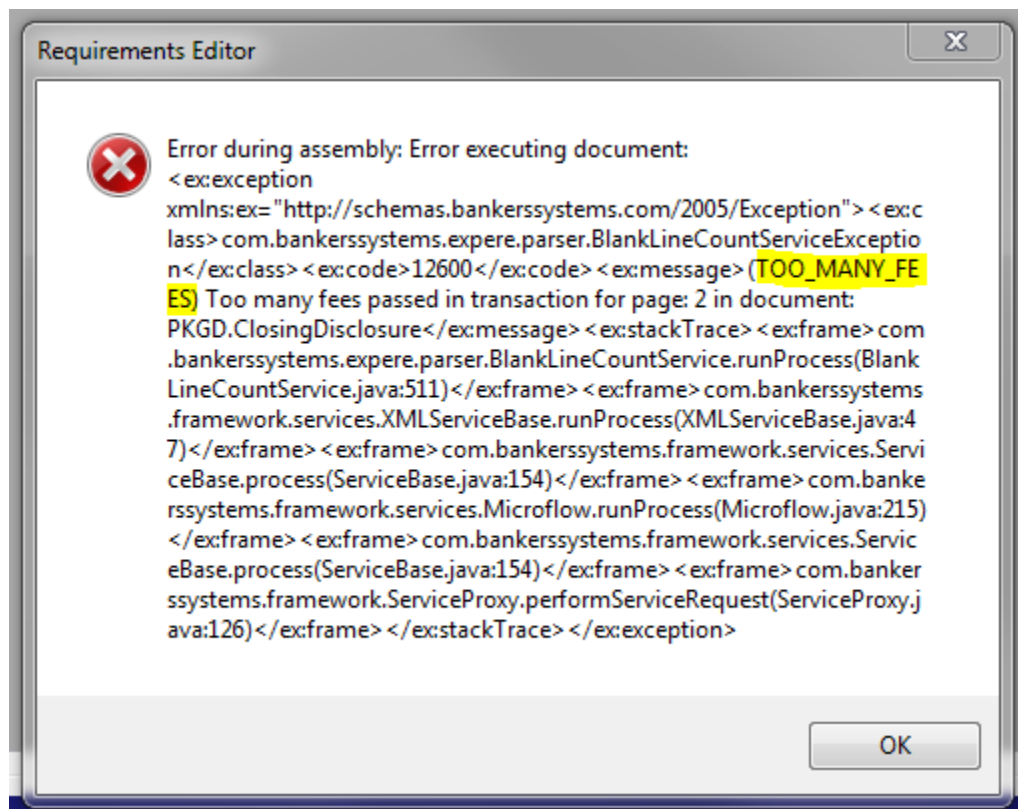 Requirements Editor
Error during assembly: Error executing document:
<ex:exception
xmlns:ex="http://schemas.bankerssystems.com/2005/Exception"><ex:c
lass>com.bankerssystems.expere.parser.BlankLineCountServiceExceptio
n</ex:class><ex:code>12600</ex:code><ex:message>(TOO_MANY_FE
ES) Too many fees passed in transaction for page: 2 in document:
PKGD.ClosingDisclosure</ex:message><ex:stackTrace><ex:frame>com
.bankerssystems.expere.parser.BlankLineCountService.runProcess(Blank
LineCountService.java:511)</ex:frame><ex:frame>com.bankerssystems
.framework.services.XMLServiceBase.runProcess(XMLServiceBase.java:4
7)</ex:frame><ex:frame>com.bankerssystems.framework.services.Servi
ceBase.process(ServiceBase.java:154)</ex:frame><ex:frame>com.banke
rssystems.framework.services.Microflow.runProcess(Microflow.java:215)
</ex:frame><ex:frame>com.bankerssystems.framework.services.Servic
eBase.process(ServiceBase.java:154)</ex:frame><ex:frame>com.banker
ssystems.framework.ServiceProxy.performServiceRequest(ServiceProxy.j
ava:126)</ex:frame></ex:stackTrace></ex:exception>
OK